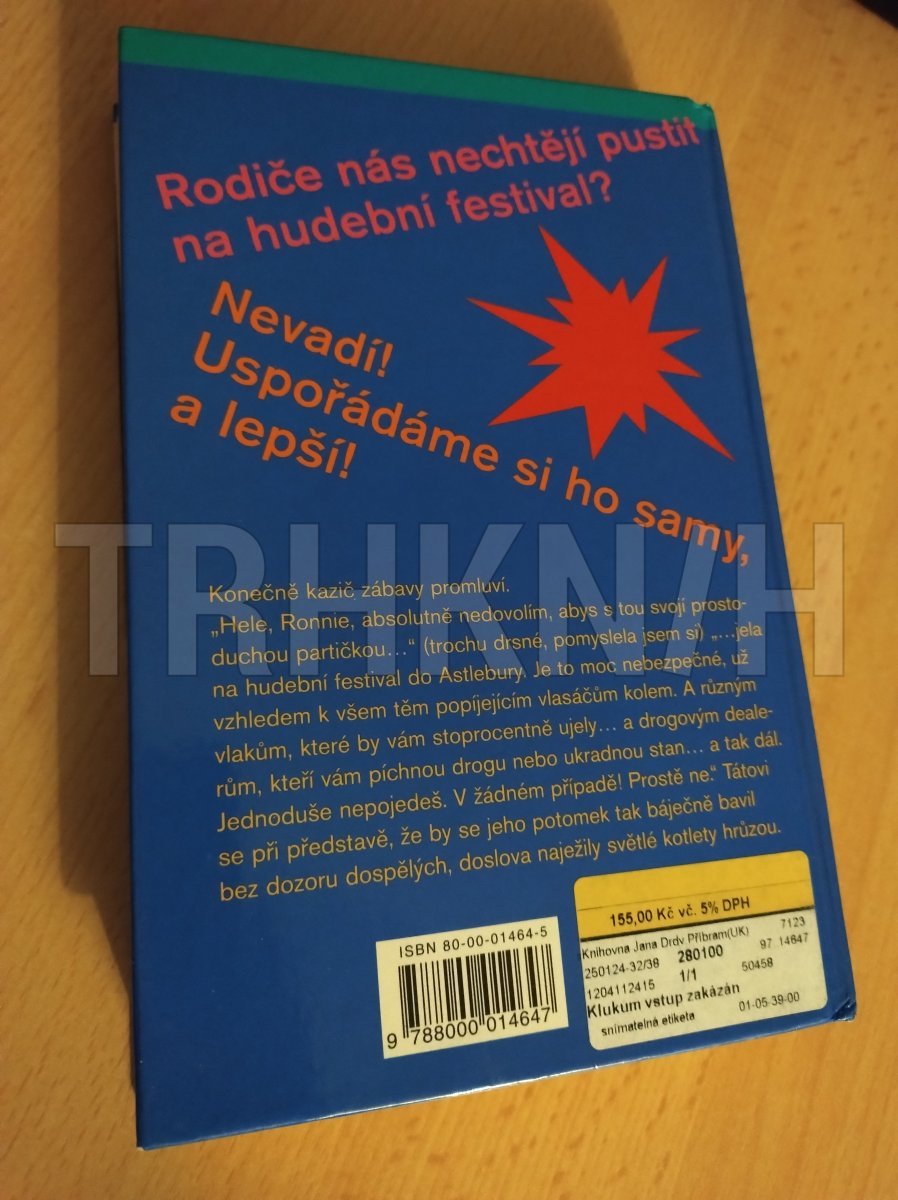 Rodiče nás nechtějí pustit
na hudební festival?
Nevadí!
Uspořádáme si ho samy,
a lepší!
TRHKNIH
Konečně kazič zábavy promluví.
„Hele, Ronnie, absolutně nedovolím, abys s tou svojí prosto-
duchou partičkou…“ (trochu drsné, pomyslela jsem si) „…jela
na hudební festival do Astlebury. Je to moc nebezpečné, už
vzhledem k všem těm popíjejícím vlasáčům kolem. A různým
vlakům, které by vám stoprocentně ujely… a drogovým deale-
rům, kteří vám píchnou drogu nebo ukradnou stan… a tak dál.
Jednoduše nepojedeš. V žádném případě! Prostě ne.“ Tátovi
se při představě, že by se jeho potomek tak báječně bavil
bez dozoru dospělých, doslova naježily světlé kotlety hrůzou.
ISBN 80-00-01464-5
9 788000 014647
155,00 Kč vč. 5% DPH
Knihovna Jana Drdy Příbram(UK) 7123
250124-32/38 280100 97 14647
1204112415 1/1 50458
Klukům vstup zakázán
snímatelná etiketa 01-05-39-00